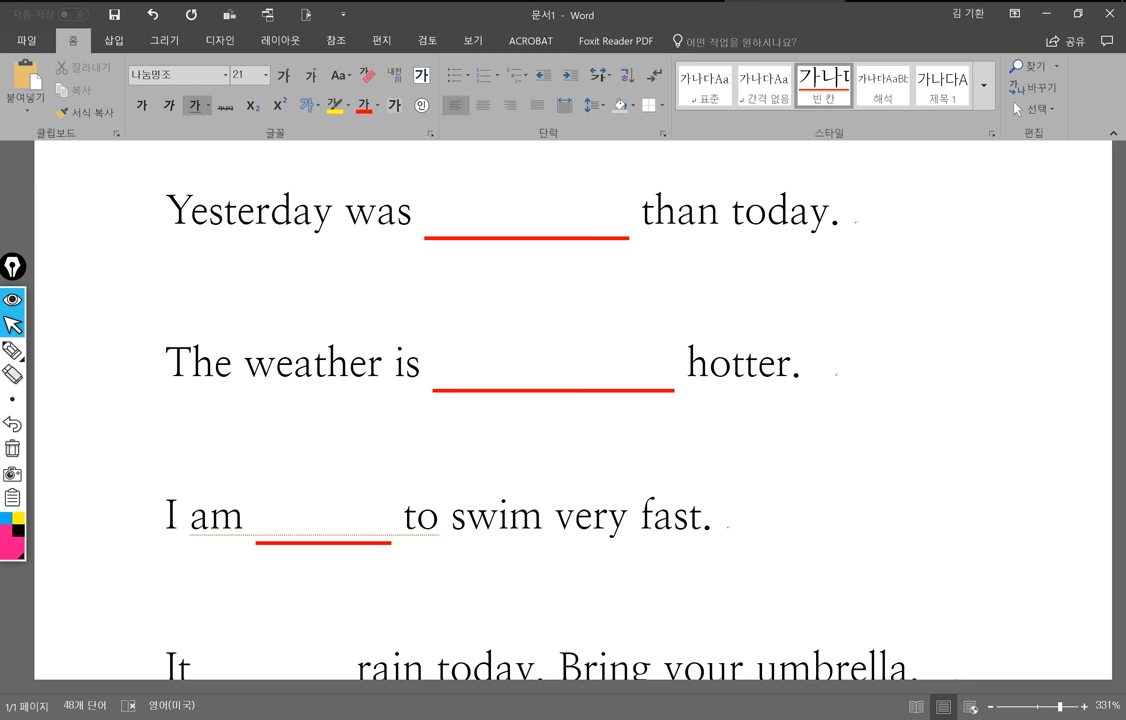 자동 저장 문서1 - Word 김 기환
파일 홈 삽입 그리기 디자인 레이아웃 참조 편지 검토 보기 ACROBAT Foxit Reader PDF 어떤 작업을 원하시나요? 공유
붙여넣기 잘라내기 복사 서식 복사
나눔명조 21
가나다Aa 표준 가나다Aa 간격 없음 가나다 빈 칸 가나다AaBb 해석 가나다A 제목 1
찾기 바꾸기 선택
클립보드 글꼴 단락 스타일 편집
Yesterday was than today.
The weather is hotter.
I am to swim very fast.
It rain today. Bring your umbrella.
1/1 페이지 48개 단어 영어(미국) 331%